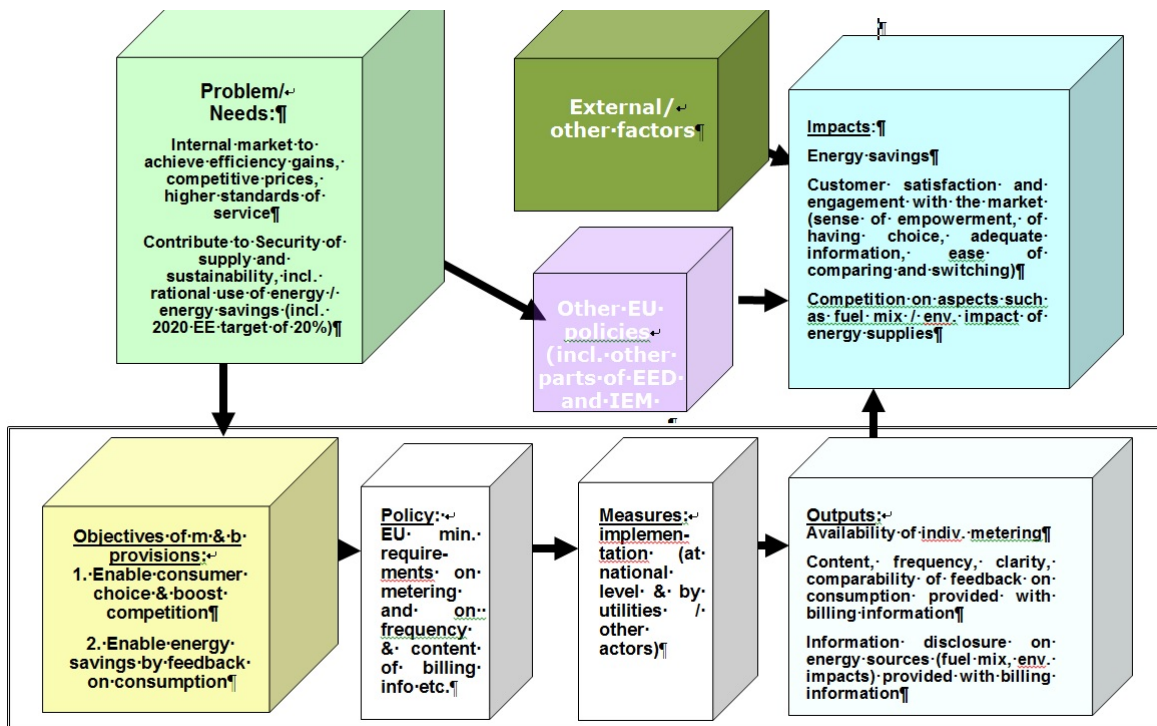 Problem/
Needs:¶
Internal·market·to·
achieve·efficiency·gains,·
competitive·prices,·
higher·standards·of·
service¶
Contribute·to·Security·of·
supply·and·
sustainability,·incl.·
rational·use·of·energy·/·
energy·savings·(incl.·
2020·EE·target·of·20%)¶
External/
other·factors¶
Other·EU·
policies
(incl.·other·
parts·of·EED·
and·IEM·
¶
¶
Impacts:¶
Energy·savings¶
Customer satisfaction and·
engagement·with·the·market·
(sense of empowerment, of·
having choice, adequate·
information, ease of·
comparing·and·switching)¶
Competition·on·aspects·such·
as·fuel·mix·/·env.·impact·of·
energy·supplies¶
Objectives·of·m·&·b·
provisions:
1.·Enable·consumer·
choice·&·boost·
competition¶
2.·Enable·energy·
savings·by·feedback·
on·consumption¶
Policy:·
EU min.·
require-
ments on·
metering·
and on··
frequency·
& content·
of billing·
info·etc.¶
Measures:
implemen-
tation (at·
national·
level & by·
utilities /·
other·
actors)¶
Outputs:
Availability·of·indiv.·metering¶
Content, frequency, clarity,·
comparability·of·feedback·on·
consumption provided with·
billing·information¶
Information disclosure on·
energy·sources·(fuel·mix,·env.·
impacts)·provided·with·billing·
information¶